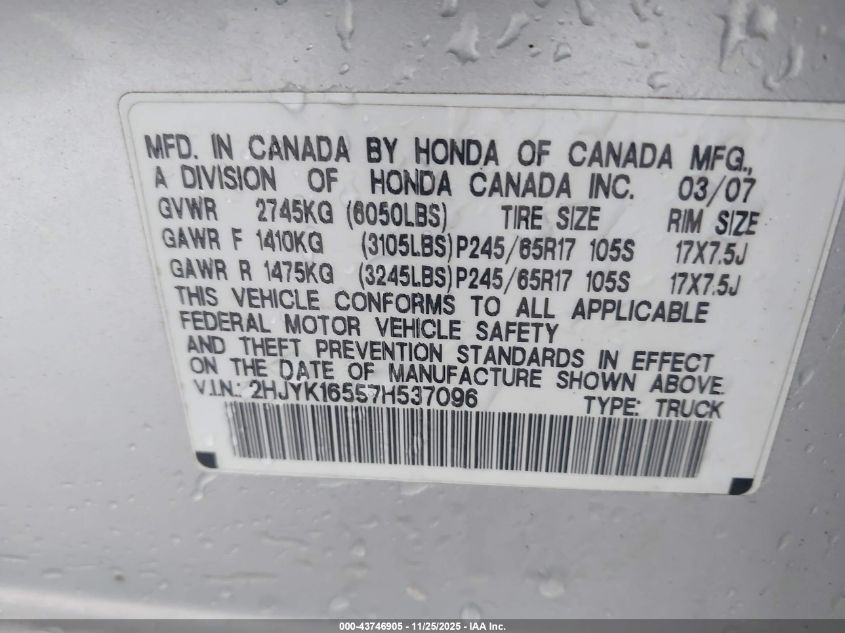 MFD. IN CANADA BY HONDA OF CANADA MFG.,
A DIVISION OF HONDA CANADA INC. 03/07
GVWR 2745KG (6050LBS) TIRE SIZE RIM SIZE
GAWR F 1410KG (3105LBS) P245/65R17 105S 17X7.5J
GAWR R 1475KG (3245LBS) P245/65R17 105S 17X7.5J
THIS VEHICLE CONFORMS TO ALL APPLICABLE
FEDERAL MOTOR VEHICLE SAFETY
AND THEFT PREVENTION STANDARDS IN EFFECT
ON THE DATE OF MANUFACTURE SHOWN ABOVE.
V.I.N.: 2HJYK16557H537096 TYPE: TRUCK
000-43746905 - 11/25/2025 - IAA Inc.